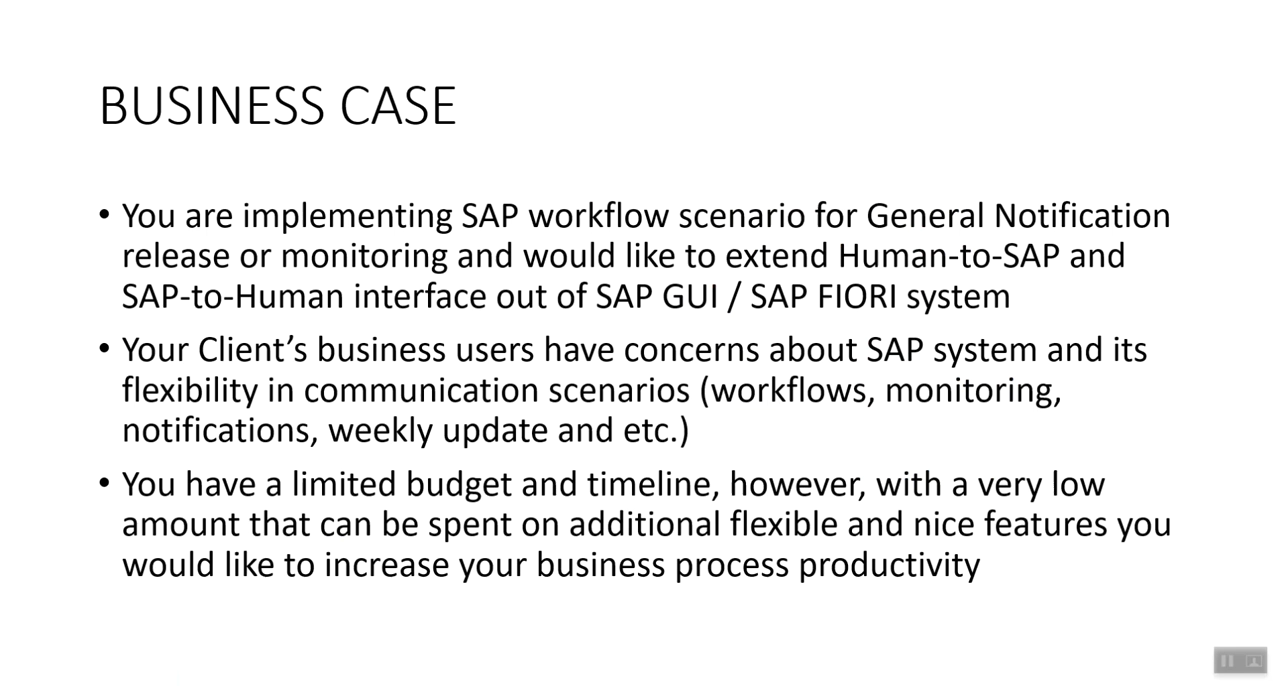 BUSINESS CASE
• You are implementing SAP workflow scenario for General Notification
release or monitoring and would like to extend Human-to-SAP and
SAP-to-Human interface out of SAP GUI / SAP FIORI system
• Your Client’s business users have concerns about SAP system and its
flexibility in communication scenarios (workflows, monitoring,
notifications, weekly update and etc.)
• You have a limited budget and timeline, however, with a very low
amount that can be spent on additional flexible and nice features you
would like to increase your business process productivity